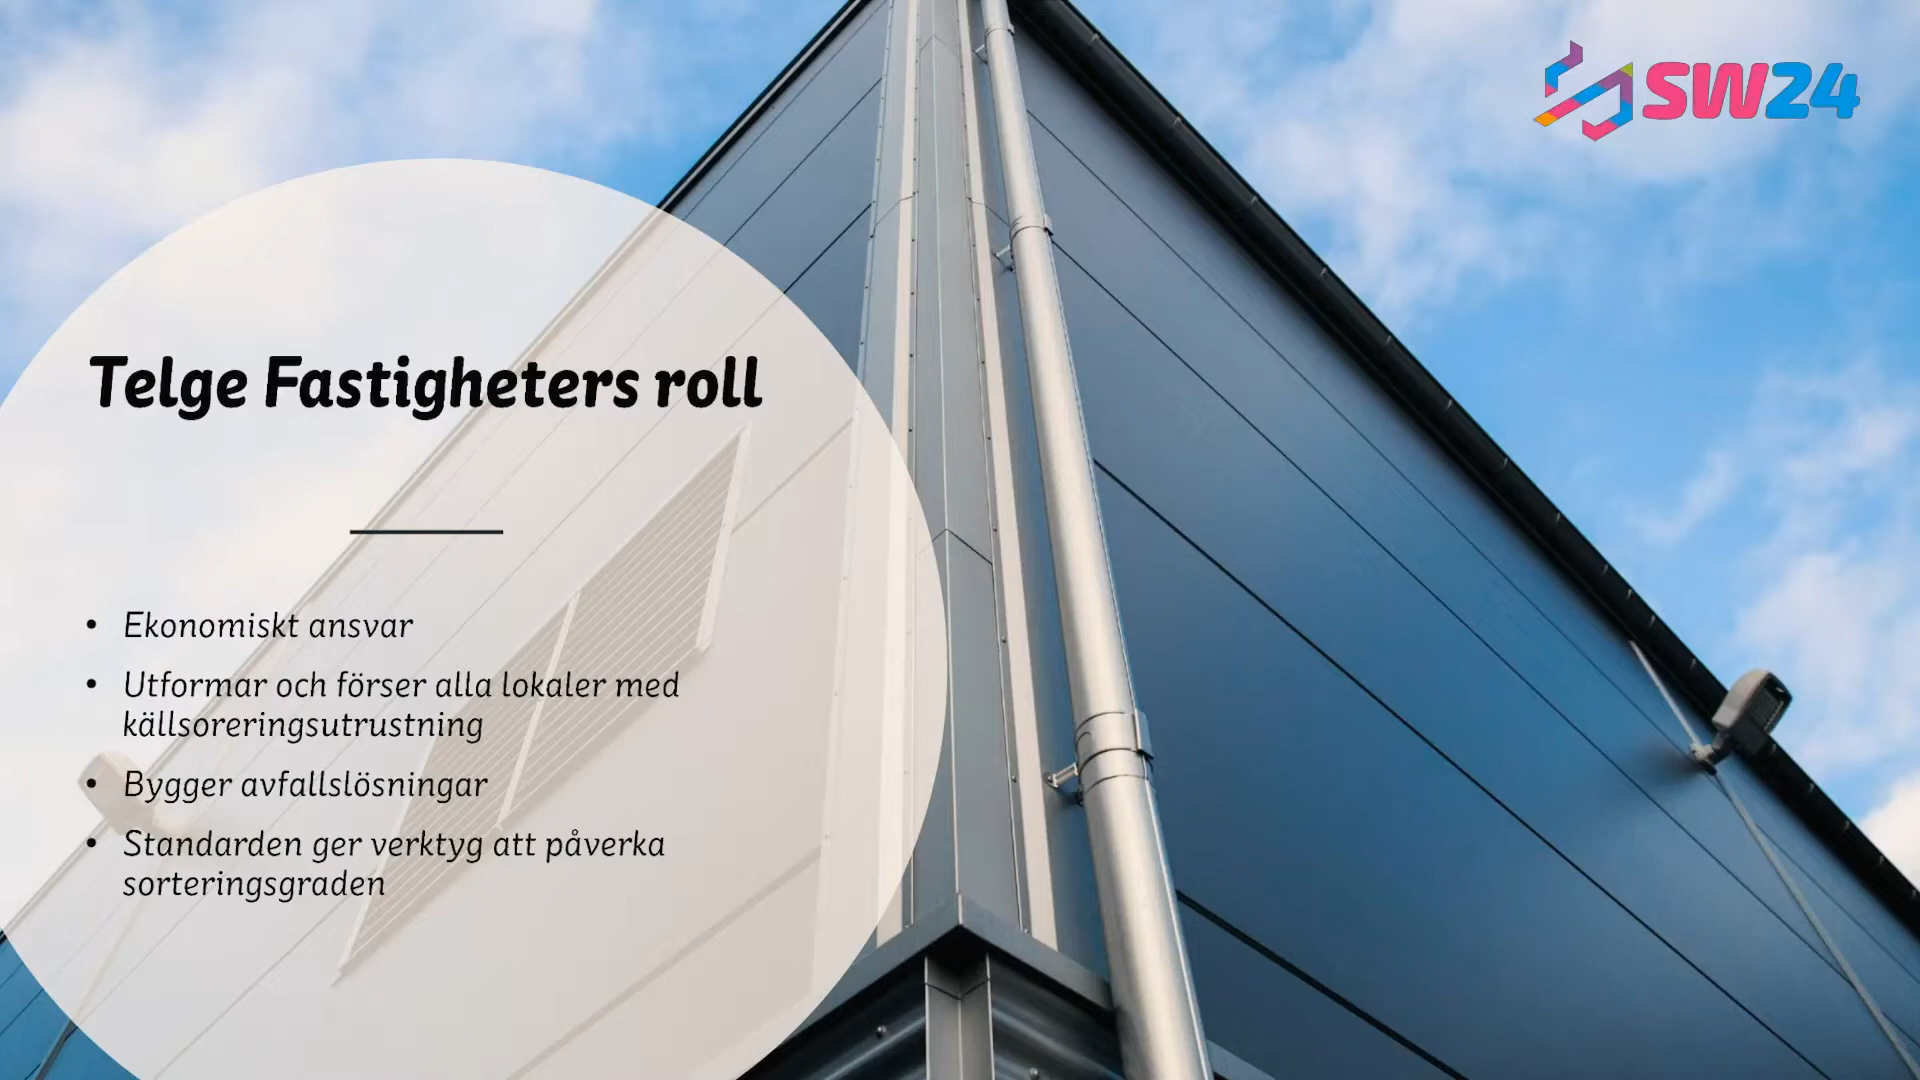 SW24
Telge Fastigheters roll
• Ekonomiskt ansvar
• Utformar och förser alla lokaler med
källsoreringsutrustning
• Bygger avfallslösningar
• Standarden ger verktyg att påverka
sorteringsgraden